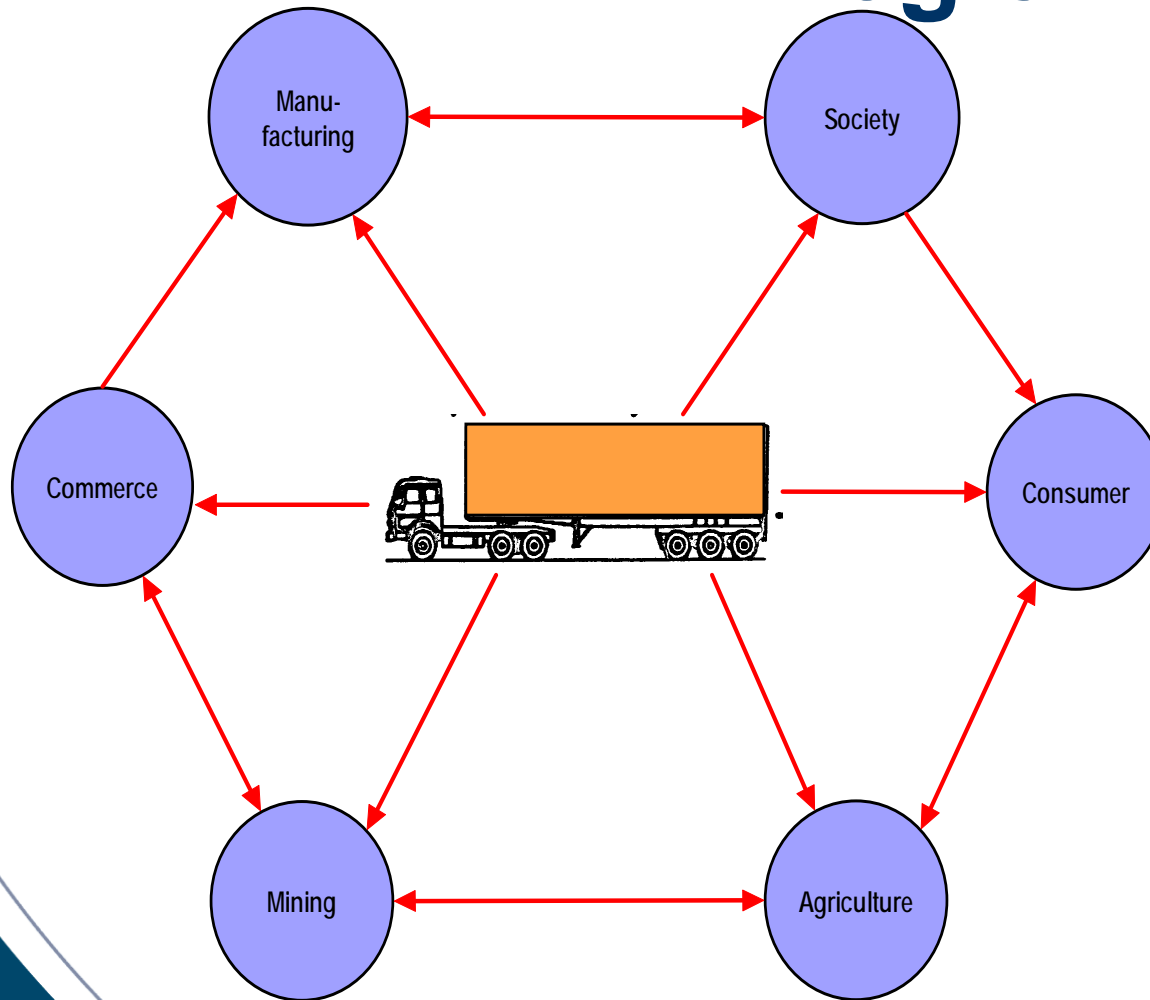 Manu-
facturing
Society
Commerce
Consumer
Mining
Agriculture